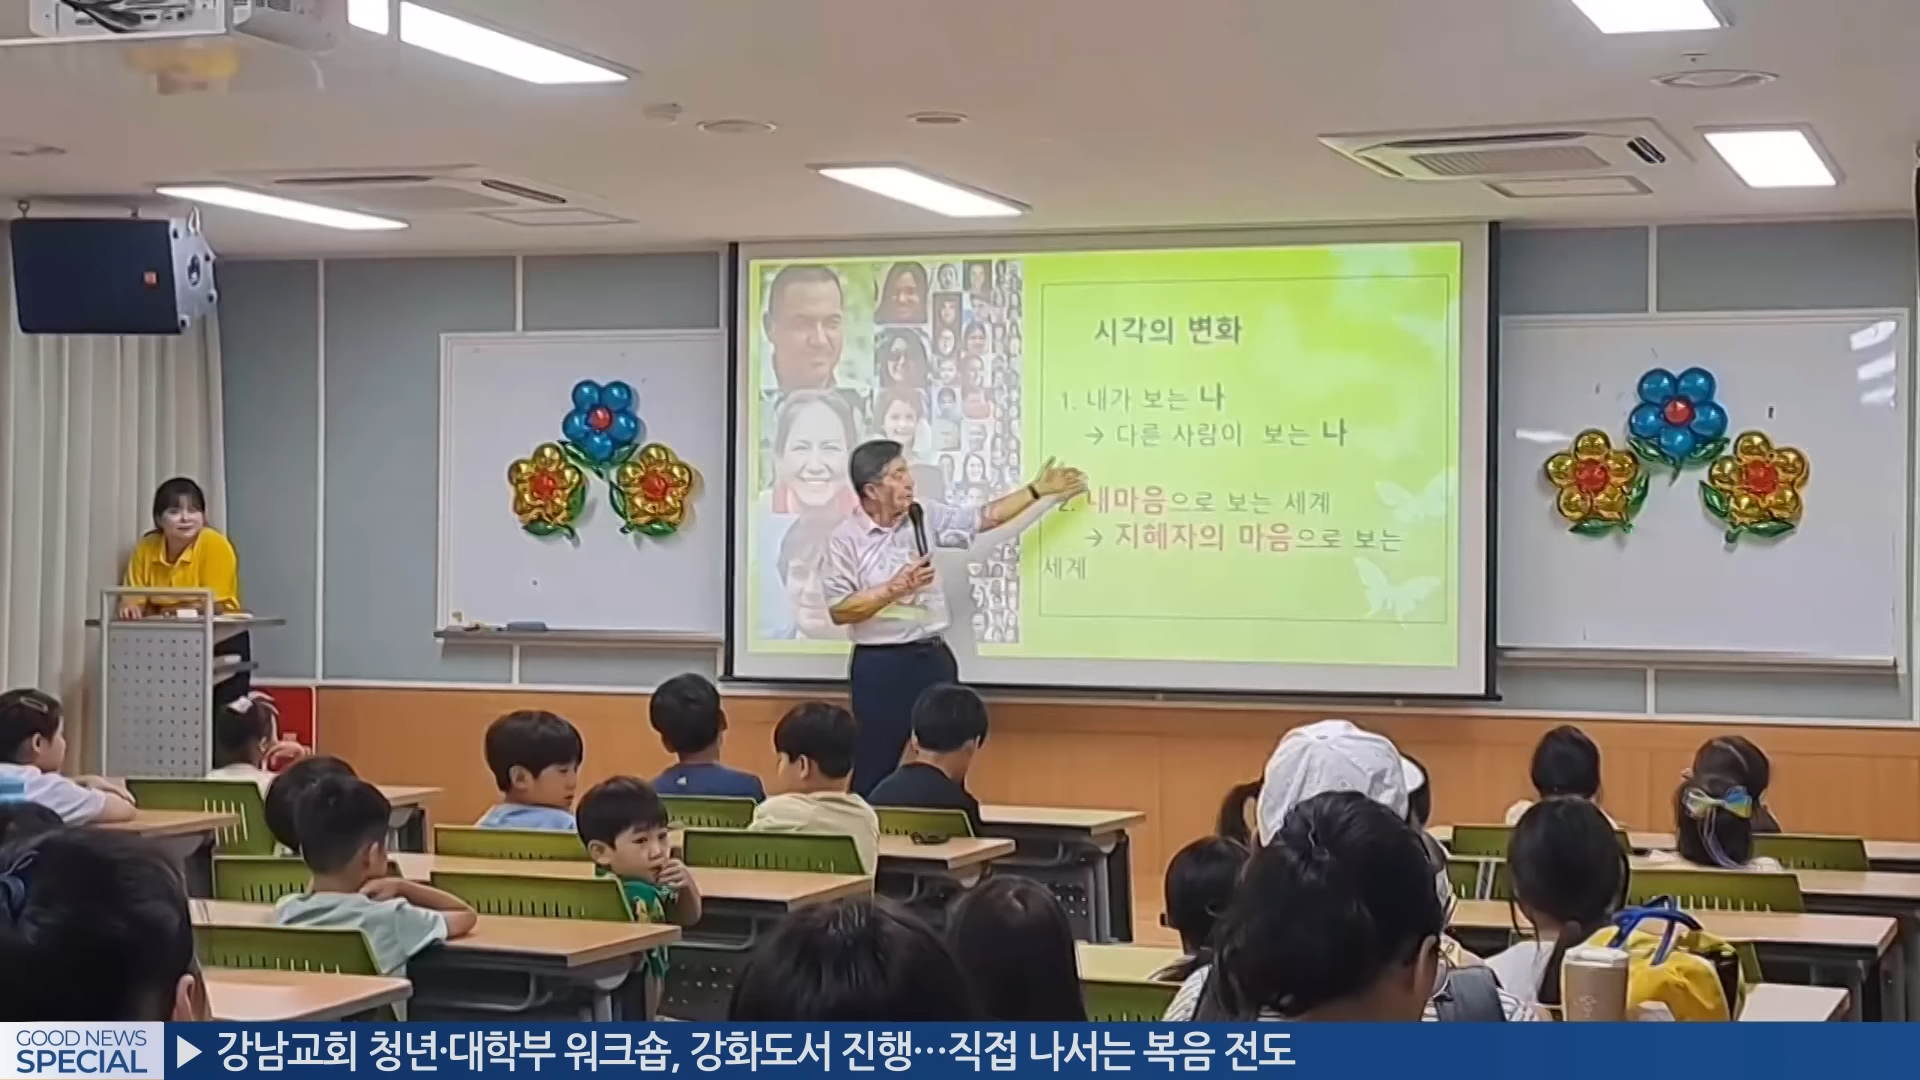 시각의 변화
1. 내가 보는 나
→ 다른 사람이 보는 나
2. 내마음으로 보는 세계
→ 지혜자의 마음으로 보는
세계
GOOD NEWS
SPECIAL
▶ 강남교회 청년·대학부 워크숍, 강화도서 진행…직접 나서는 복음 전도